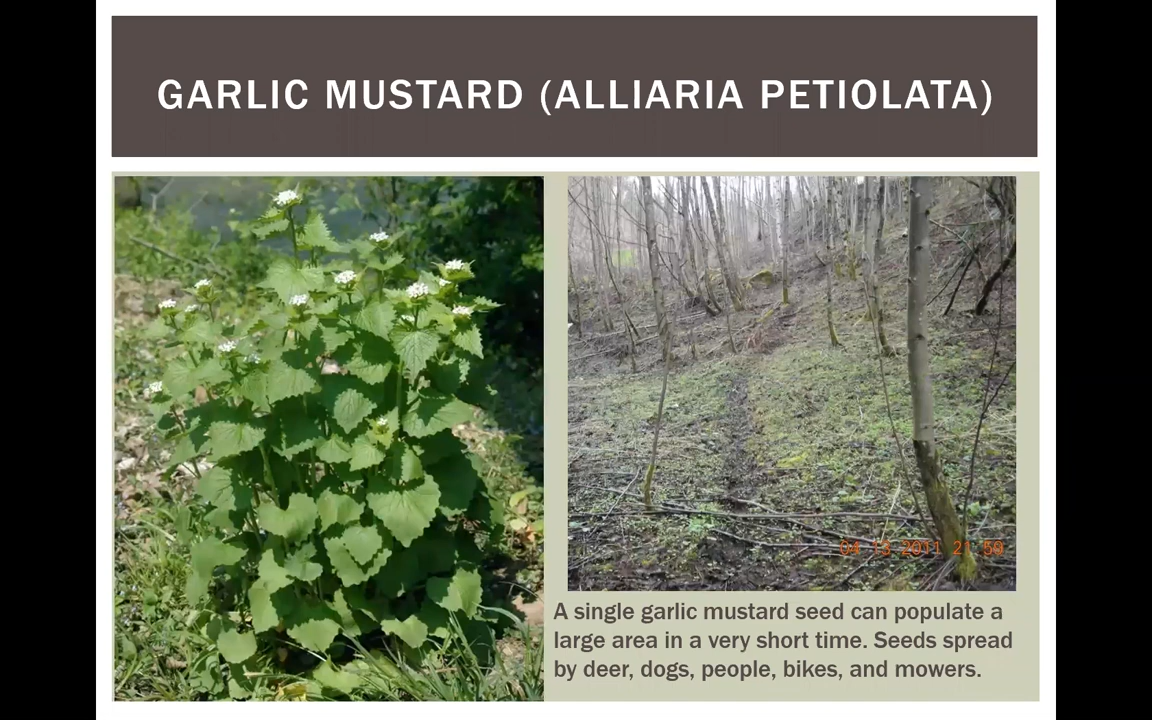 GARLIC MUSTARD (ALLIARIA PETIOLATA)
04 13 2011 21 50
A single garlic mustard seed can populate a
large area in a very short time. Seeds spread
by deer, dogs, people, bikes, and mowers.